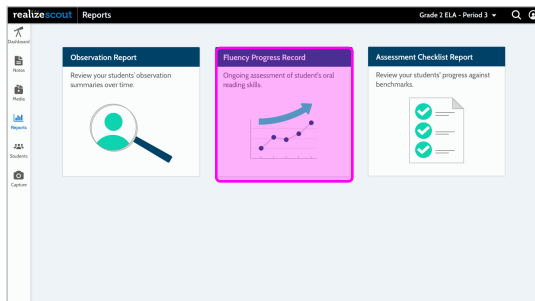 realizescout Reports Grade 2 ELA - Period 3
Dashboard
Notes
Media
Reports
Students
Capture
Observation Report
Review your students' observation
summaries over time.
Fluency Progress Record
Ongoing assessment of student's oral
reading skills.
Assessment Checklist Report
Review your students' progress against
benchmarks.